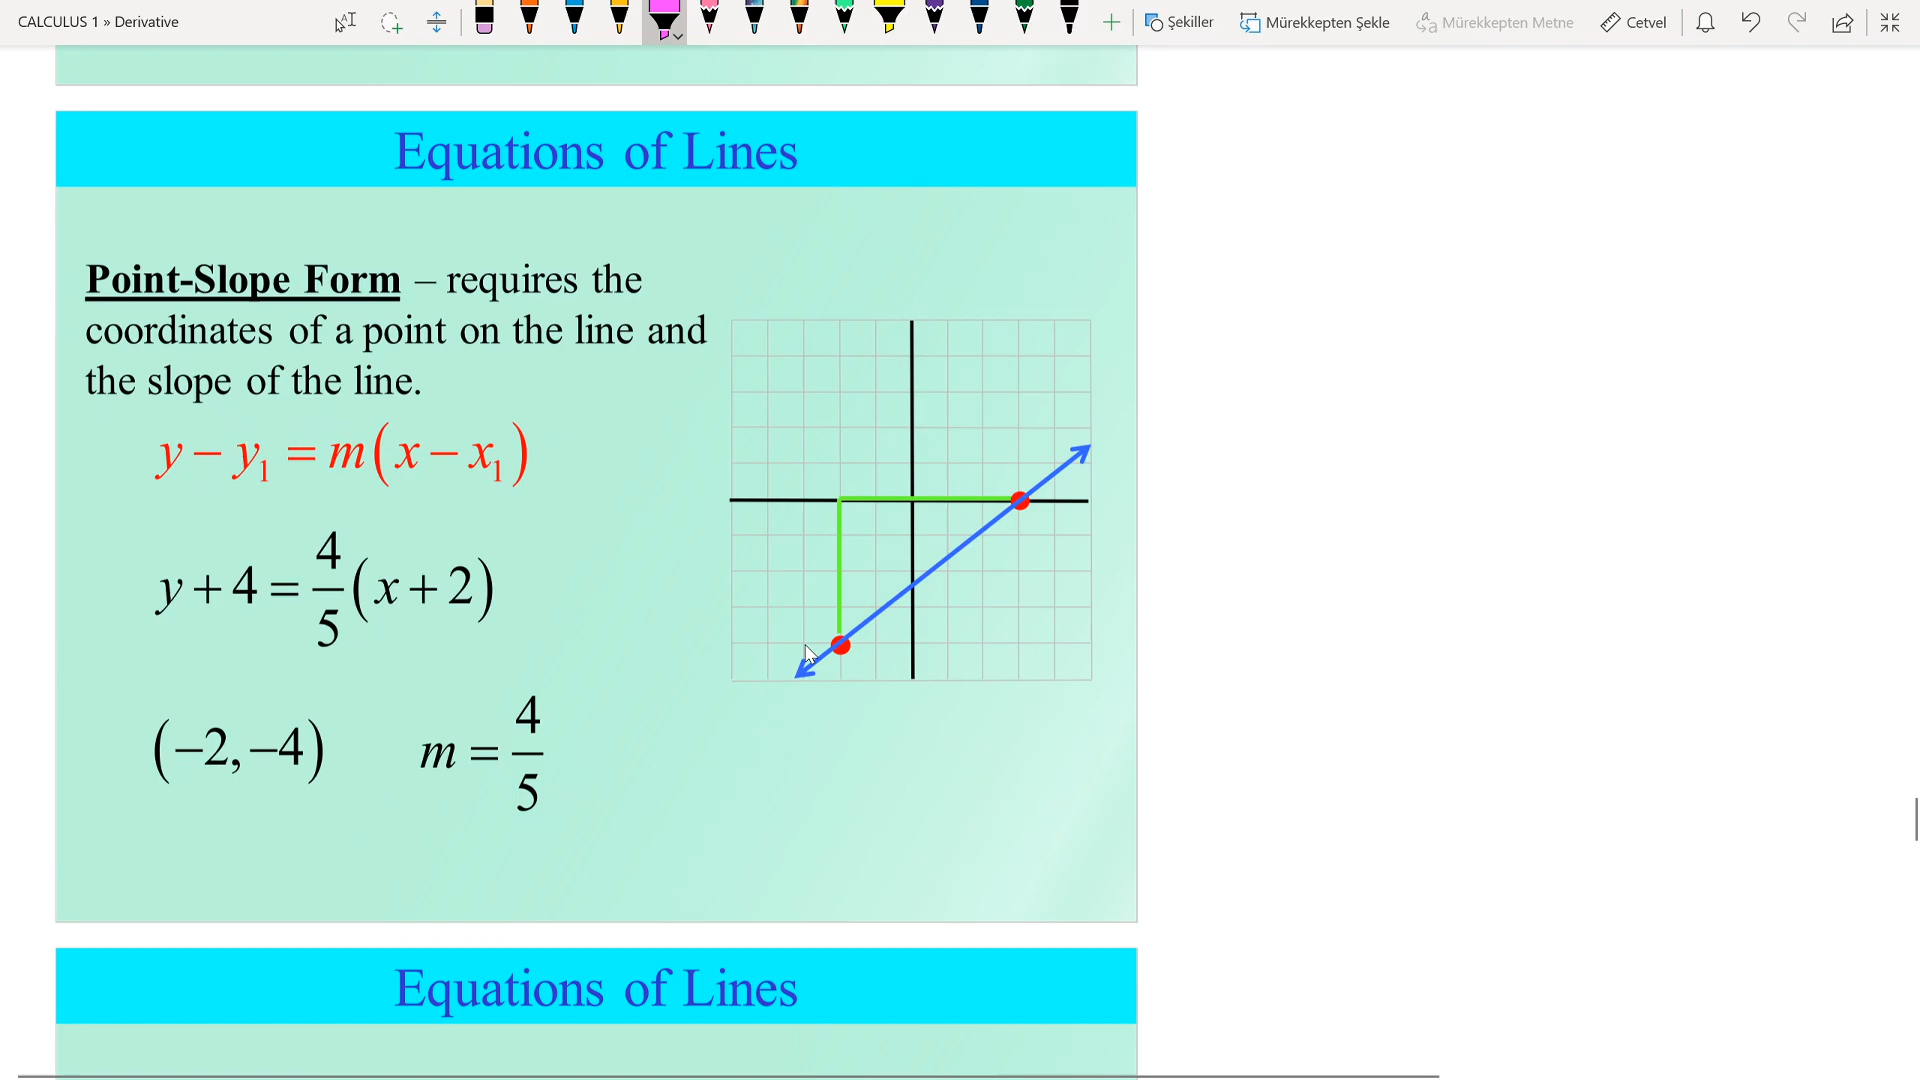 CALCULUS 1 » Derivative
Şekiller
Mürekkepten Şekle
Mürekkepten Metne
Cetvel
Equations of Lines
Point-Slope Form – requires the
coordinates of a point on the line and
the slope of the line.
y − y₁ = m(x − x₁)
y + 4 = 4/5 (x + 2)
(−2, −4) m = 4/5
Equations of Lines